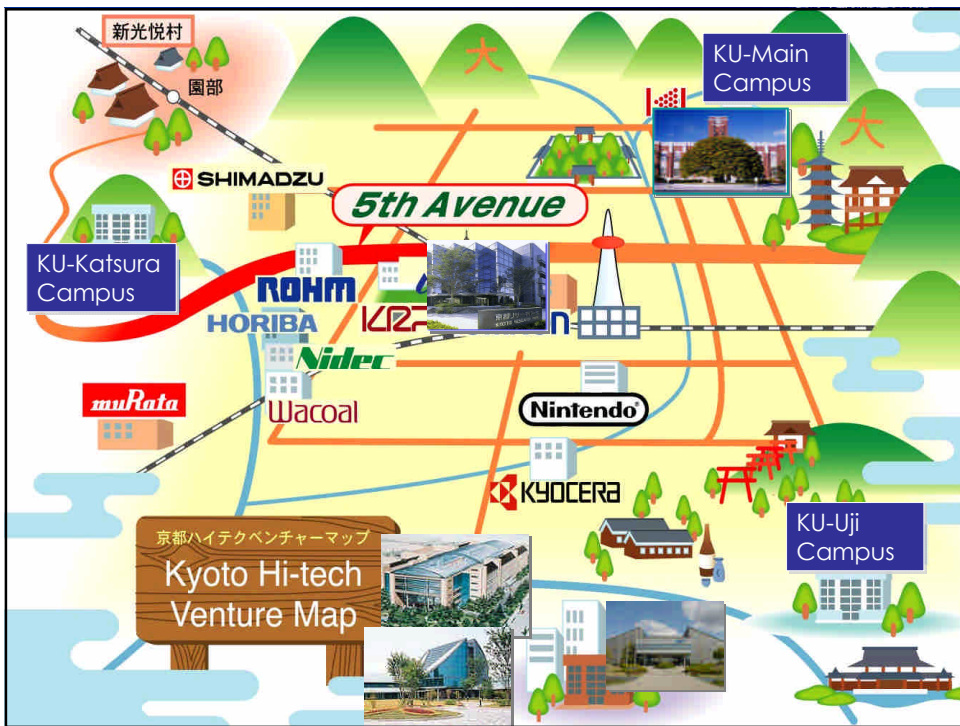 新光悦村
園部
大
KU-Main
Campus
大
SHIMADZU
5th Avenue
KU-Katsura
Campus
ROHM
HORIBA
KRP
n
Nidec
muRata
Wacoal
Nintendo®
KYOCERA
KU-Uji
Campus
京都ハイテクベンチャーマップ
Kyoto Hi-tech
Venture Map